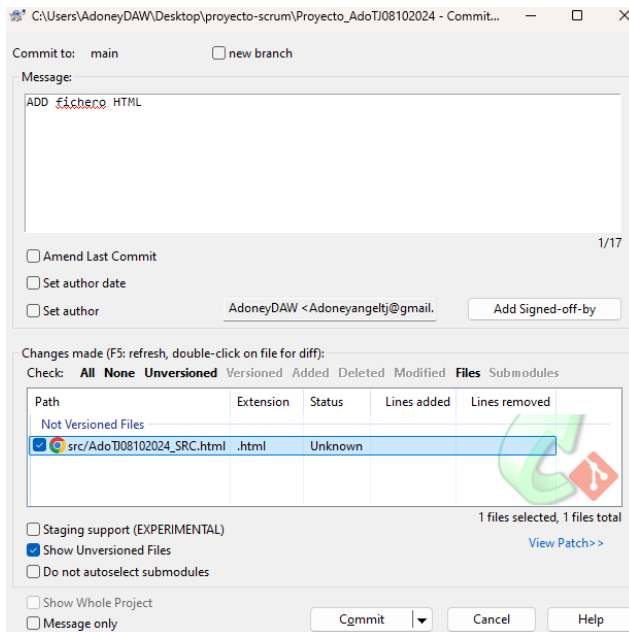 C:\Users\AdoneyDAW\Desktop\proyecto-scrum\Proyecto_AdoTJ08102024 - Commit...
Commit to: main new branch
Message:
ADD fichero HTML
1/17
Amend Last Commit
Set author date
Set author AdoneyDAW <Adoneyangeltj@gmail. Add Signed-off-by
Changes made (F5: refresh, double-click on file for diff):
Check: All None Unversioned Versioned Added Deleted Modified Files Submodules
Path Extension Status Lines added Lines removed
Not Versioned Files
src/AdoTJ08102024_SRC.html .html Unknown
1 files selected, 1 files total
Staging support (EXPERIMENTAL)
Show Unversioned Files View Patch>>
Do not autoselect submodules
Show Whole Project
Message only Commit Cancel Help